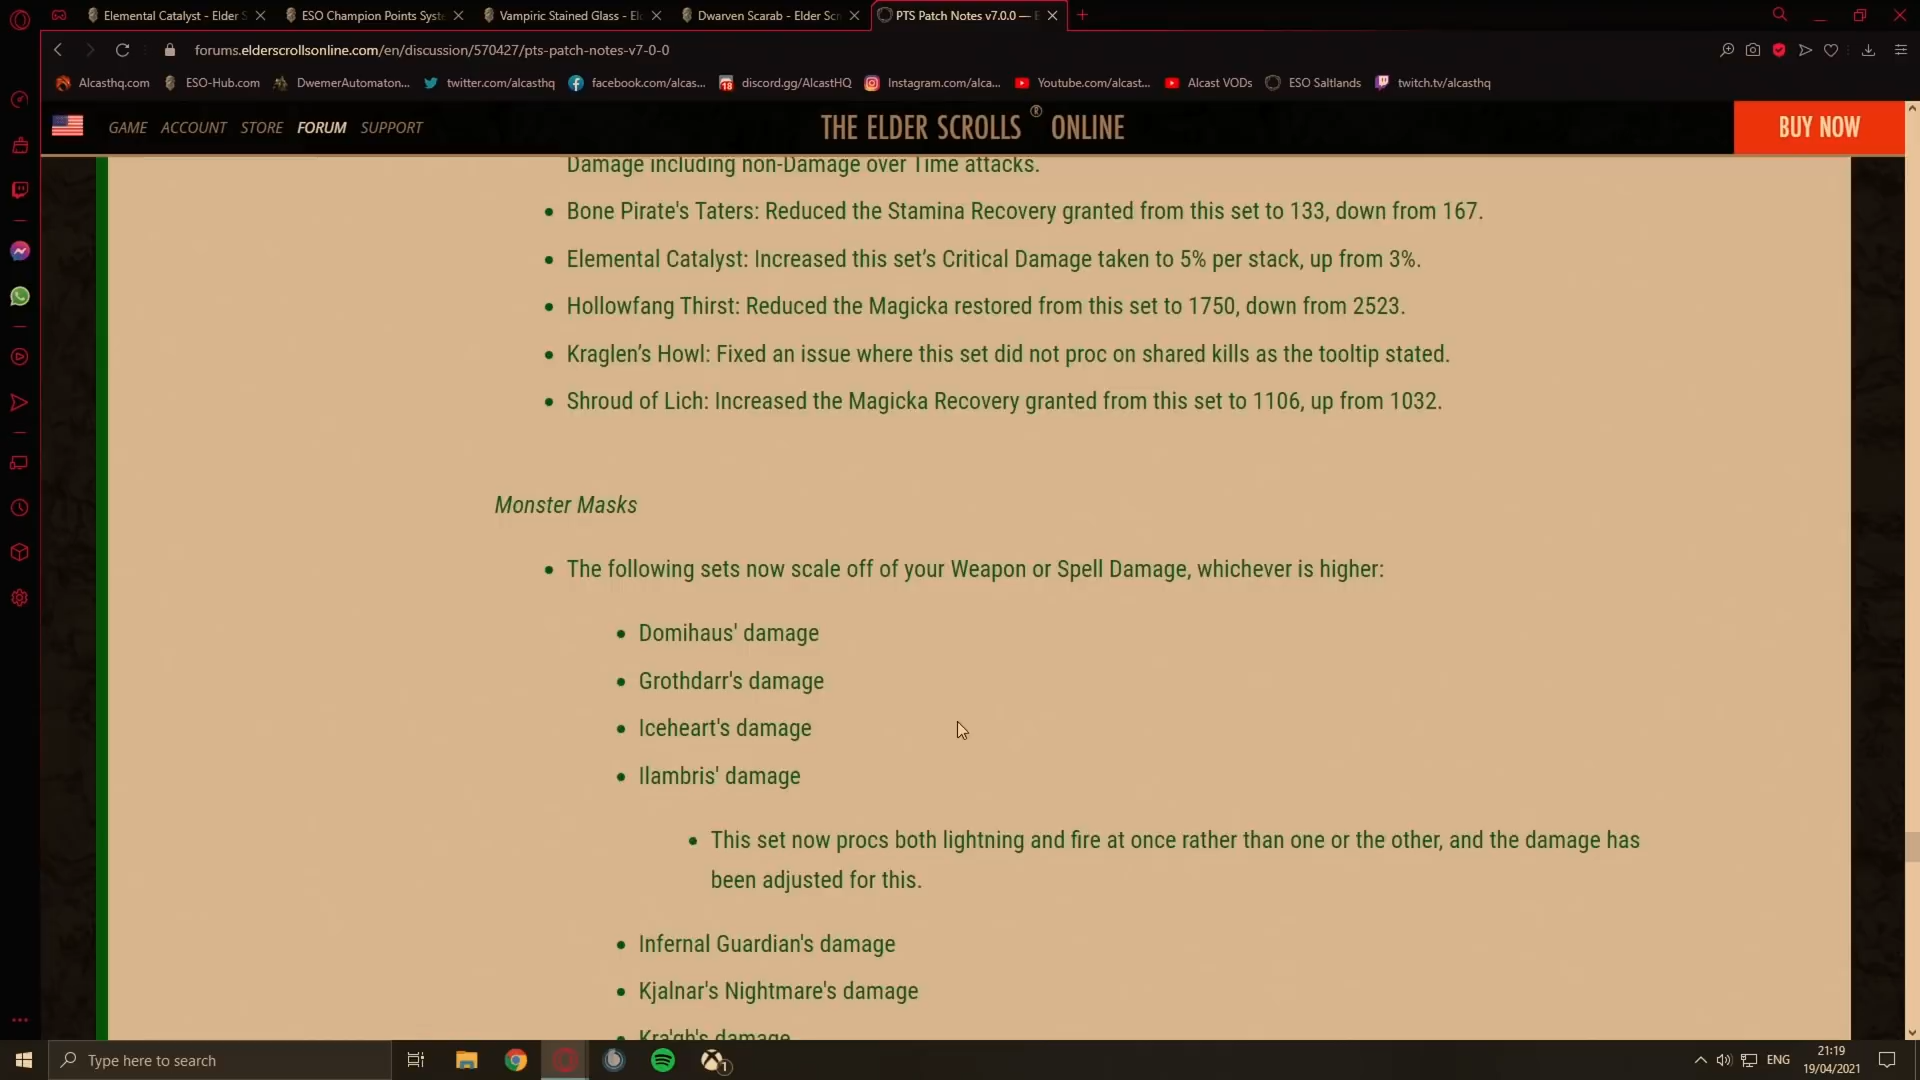 Elemental Catalyst - Elder S
ESO Champion Points Syste
Vampiric Stained Glass - El
Dwarven Scarab - Elder Scr
PTS Patch Notes v7.0.0 — E
forums.elderscrollsonline.com/en/discussion/570427/pts-patch-notes-v7-0-0
Alcasthq.com
ESO-Hub.com
DwemerAutomaton...
twitter.com/alcasthq
facebook.com/alcas...
18
discord.gg/AlcastHQ
Instagram.com/alca...
Youtube.com/alcast...
Alcast VODs
ESO Saltlands
twitch.tv/alcasthq
GAME ACCOUNT STORE FORUM SUPPORT
THE ELDER SCROLLS ® ONLINE
BUY NOW
Damage including non-Damage over Time attacks.
• Bone Pirate's Taters: Reduced the Stamina Recovery granted from this set to 133, down from 167.
• Elemental Catalyst: Increased this set’s Critical Damage taken to 5% per stack, up from 3%.
• Hollowfang Thirst: Reduced the Magicka restored from this set to 1750, down from 2523.
• Kraglen’s Howl: Fixed an issue where this set did not proc on shared kills as the tooltip stated.
• Shroud of Lich: Increased the Magicka Recovery granted from this set to 1106, up from 1032.
Monster Masks
• The following sets now scale off of your Weapon or Spell Damage, whichever is higher:
• Domihaus' damage
• Grothdarr's damage
• Iceheart's damage
• Ilambris' damage
• This set now procs both lightning and fire at once rather than one or the other, and the damage has
been adjusted for this.
• Infernal Guardian's damage
• Kjalnar's Nightmare's damage
• Kra'gh's damage
Type here to search
1
ENG
21:19
19/04/2021